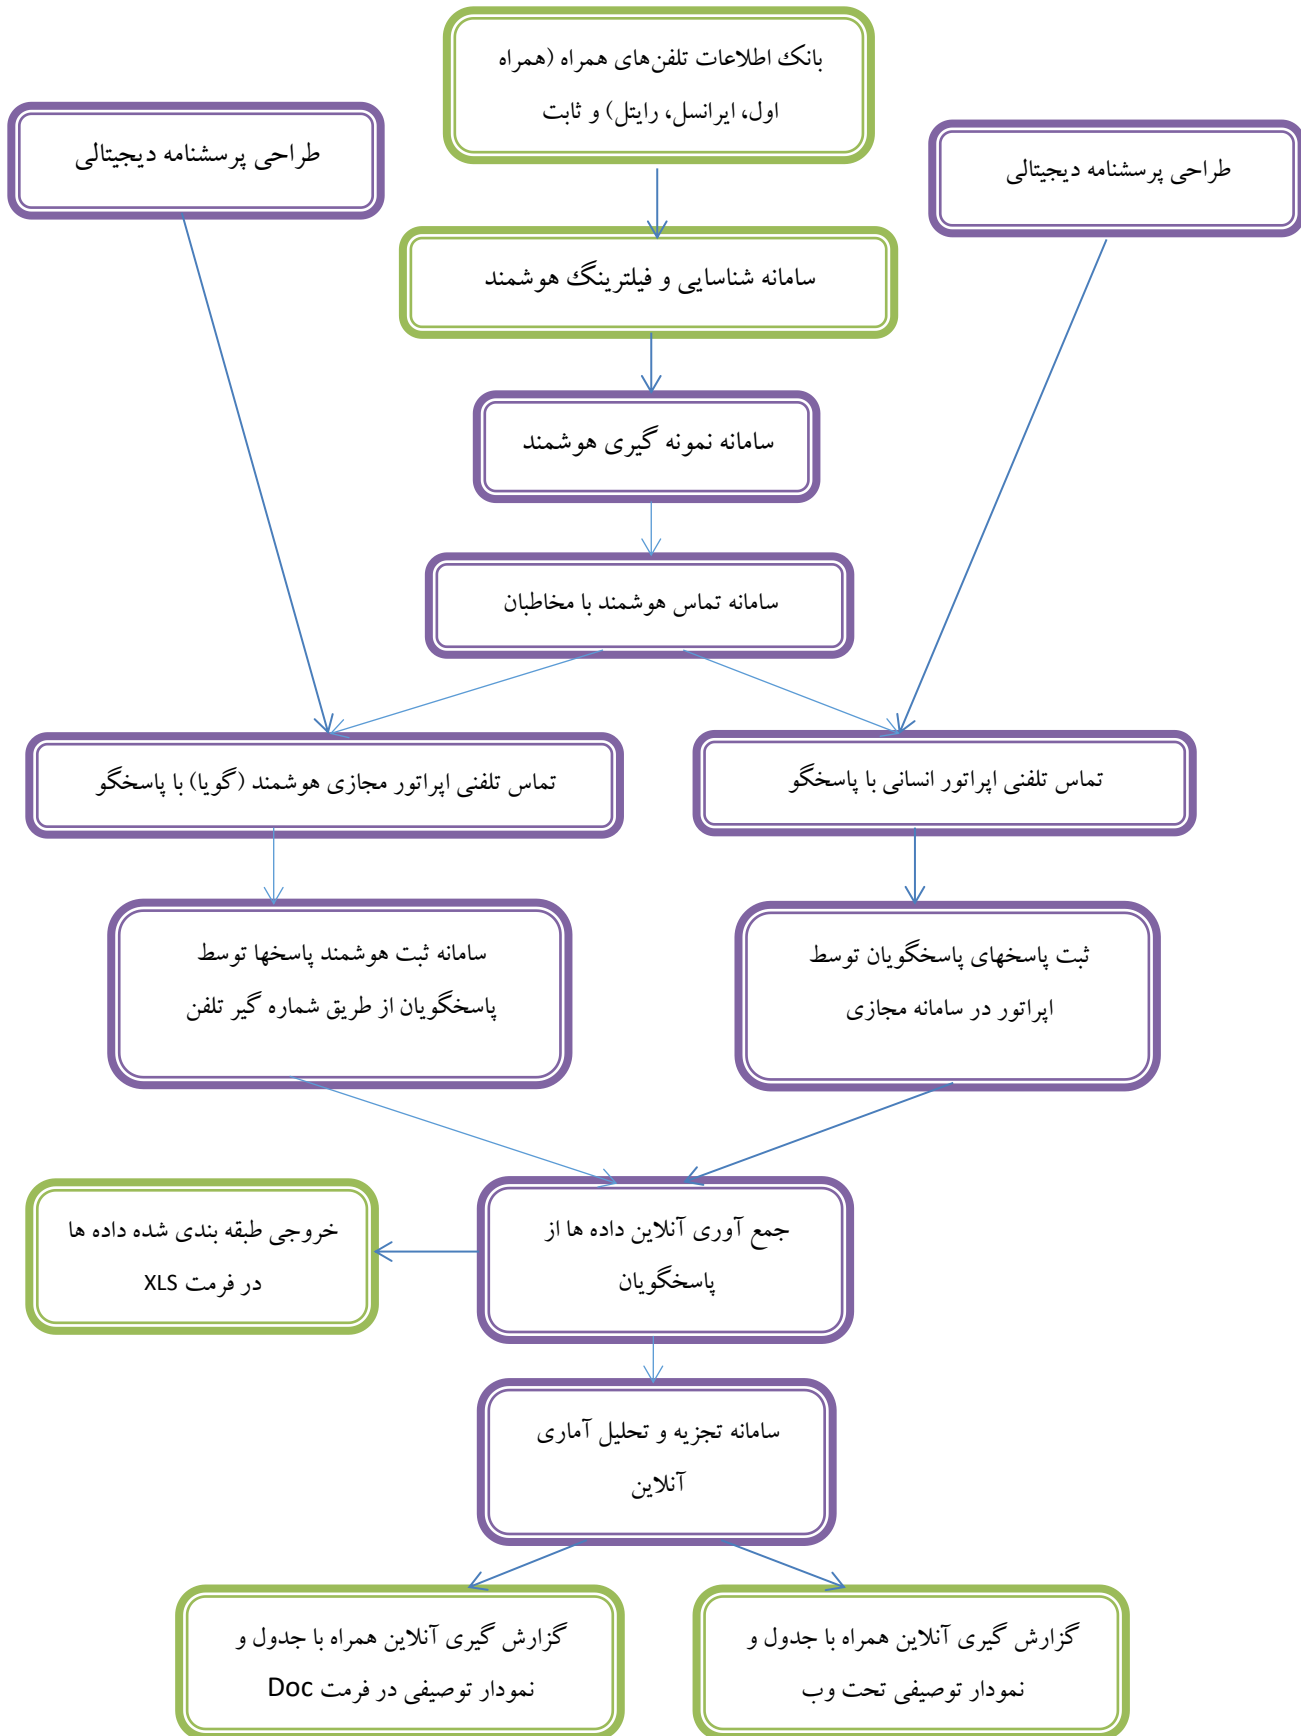 بانک اطلاعات تلفن‌های همراه (همراه
اول، ایرانسل، رایتل) و ثابت
طراحی پرسشنامه دیجیتالی
طراحی پرسشنامه دیجیتالی
سامانه شناسایی و فیلترینگ هوشمند
سامانه نمونه گیری هوشمند
سامانه تماس هوشمند با مخاطبان
تماس تلفنی اپراتور انسانی با پاسخگو
تماس تلفنی اپراتور مجازی هوشمند (گویا) با پاسخگو
ثبت پاسخهای پاسخگویان توسط
اپراتور در سامانه مجازی
سامانه ثبت هوشمند پاسخها توسط
پاسخگویان از طریق شماره گیر تلفن
جمع آوری آنلاین داده ها از
پاسخگویان
خروجی طبقه بندی شده داده ها
در فرمت XLS
سامانه تجزیه و تحلیل آماری
آنلاین
گزارش گیری آنلاین همراه با جدول و
نمودار توصیفی تحت وب
گزارش گیری آنلاین همراه با جدول و
نمودار توصیفی در فرمت Doc